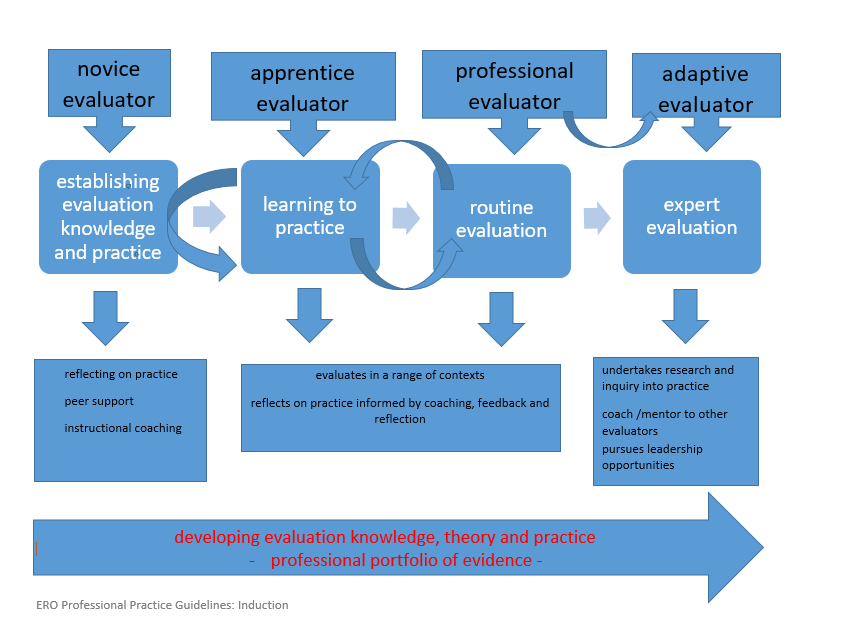 novice
evaluator
apprentice
evaluator
professional
evaluator
adaptive
evaluator
establishing
evaluation
knowledge
and practice
learning to
practice
routine
evaluation
expert
evaluation
reflecting on practice
peer support
instructional coaching
evaluates in a range of contexts
reflects on practice informed by coaching, feedback and
reflection
undertakes research and
inquiry into practice
coach /mentor to other
evaluators
pursues leadership
opportunities
developing evaluation knowledge, theory and practice
- professional portfolio of evidence -
ERO Professional Practice Guidelines: Induction